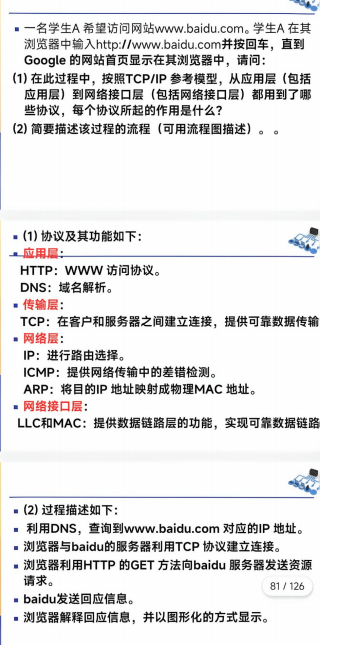 ▪ 一名学生A 希望访问网站www.baidu.com。学生A 在其
浏览器中输入http://www.baidu.com并按回车，直到
Google 的网站首页显示在其浏览器中，请问：
(1) 在此过程中，按照TCP/IP 参考模型，从应用层（包括
应用层）到网络接口层（包括网络接口层）都用到了哪
些协议，每个协议所起的作用是什么？
(2) 简要描述该过程的流程（可用流程图描述）。 。
▪ (1) 协议及其功能如下：
▪ 应用层：
HTTP：WWW 访问协议。
DNS：域名解析。
▪ 传输层：
TCP：在客户和服务器之间建立连接，提供可靠数据传输
▪ 网络层：
IP：进行路由选择。
ICMP：提供网络传输中的差错检测。
ARP：将目的IP 地址映射成物理MAC 地址。
▪ 网络接口层：
LLC和MAC：提供数据链路层的功能，实现可靠数据链路
▪ (2) 过程描述如下：
▪ 利用DNS，查询到www.baidu.com 对应的IP 地址。
▪ 浏览器与baidu的服务器利用TCP 协议建立连接。
▪ 浏览器利用HTTP 的GET 方法向baidu 服务器发送资源
请求。
81 / 126
▪ baidu发送回应信息。
▪ 浏览器解释回应信息，并以图形化的方式显示。